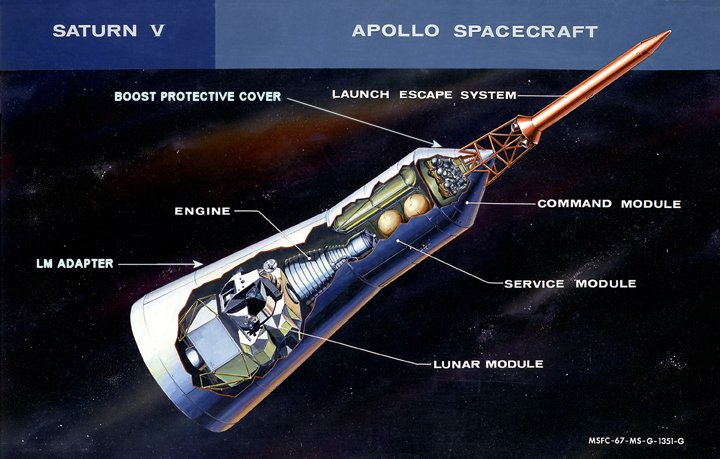 SATURN V
APOLLO SPACECRAFT
BOOST PROTECTIVE COVER
LAUNCH ESCAPE SYSTEM
ENGINE
COMMAND MODULE
LM ADAPTER
SERVICE MODULE
LUNAR MODULE
MSFC-67-MS-G-1351-G